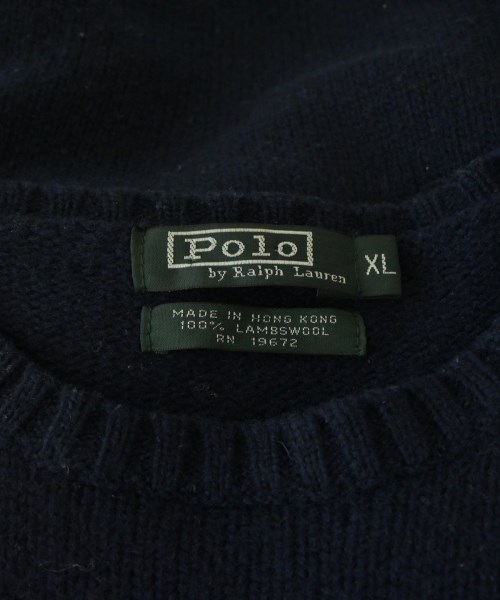 Polo
by Ralph Lauren
XL
MADE IN HONG KONG
100% LAMBSWOOL
RN 19672